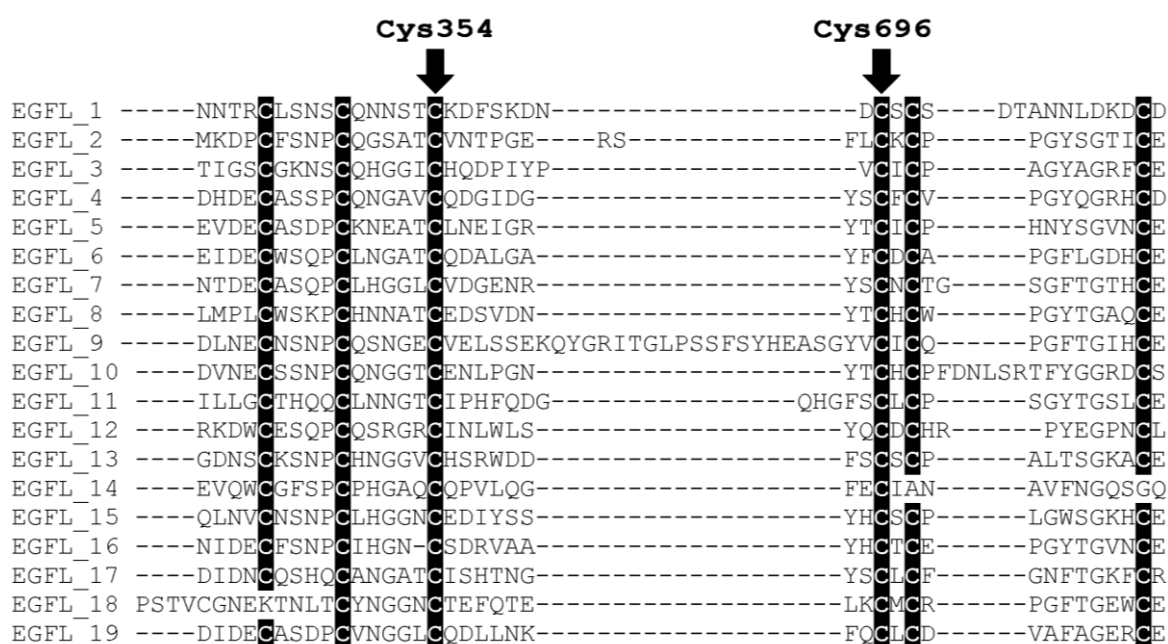 Cys354 Cys696
EGFL_1 -----NNTRCLSNSCQNNSTCKDFSKDN--------------------DCSCS----DTANNLDKDCD
EGFL_2 -----MKDPCFSNPCQGSATCVNTPGE----RS--------------FLCKCP------PGYSGTICE
EGFL_3 -----TIGSCGKNSCQHGGICHQDPIYP--------------------VCICP------AGYAGRFCE
EGFL_4 -----DHDECASSPCQNGAVCQDGIDG--------------------YSCFCV------PGYQGRHCD
EGFL_5 -----EVDECASDPCKNEATCLNEIGR--------------------YTCICP------HNYSGVNCE
EGFL_6 -----EIDECWSQPCLNGATCQDALGA--------------------YFCDCA------PGFLGDHCE
EGFL_7 -----NTDECASQPCLHGGLCVDGENR--------------------YSCNCTG-----SGFTGTHCE
EGFL_8 -----LMPLCWSKPCHNNATCEDSVDN--------------------YTCHCW------PGYTGAQCE
EGFL_9 -----DLNECNSNPCQSNGECVELSSEKQYGRITGLPSSFSYHEASGYVCICQ------PGFTGIHCE
EGFL_10 ----DVNECSSNPCQNGGTCENLPGN--------------------YTCHCPFDNLSRTFYGGRDCS
EGFL_11 ----ILLGCTHQQCLNNGTCIPHFQDG----------------QHGFSCLCP------SGYTGSLCE
EGFL_12 ----RKDWCESQPCQSRGRCINLWLS--------------------YQCDCHR------PYEGPNCL
EGFL_13 ----GDNSCKSNPCHNGGVCHSRWDD--------------------FSCSCP------ALTSGKACE
EGFL_14 ----EVQWCGFSPCPHGAQCQPVLQG--------------------FECIAN------AVFNGQSGQ
EGFL_15 ----QLNVCNSNPCLHGGNCEDIYSS--------------------YHCSCP------LGWSGKHCE
EGFL_16 ----NIDECFSNPCIHGN-CSDRVAA--------------------YHCTCE------PGYTGVNCE
EGFL_17 ----DIDNCQSHQCANGATCISHTNG--------------------YSCLCF------GNFTGKFCR
EGFL_18 PSTVCGNEKTNLTCYNGGNCTEFQTE--------------------LKCMCR------PGFTGEWCE
EGFL_19 ----DIDECASDPCVNGGLCQDLLNK--------------------FQCLCD------VAFAGERCE